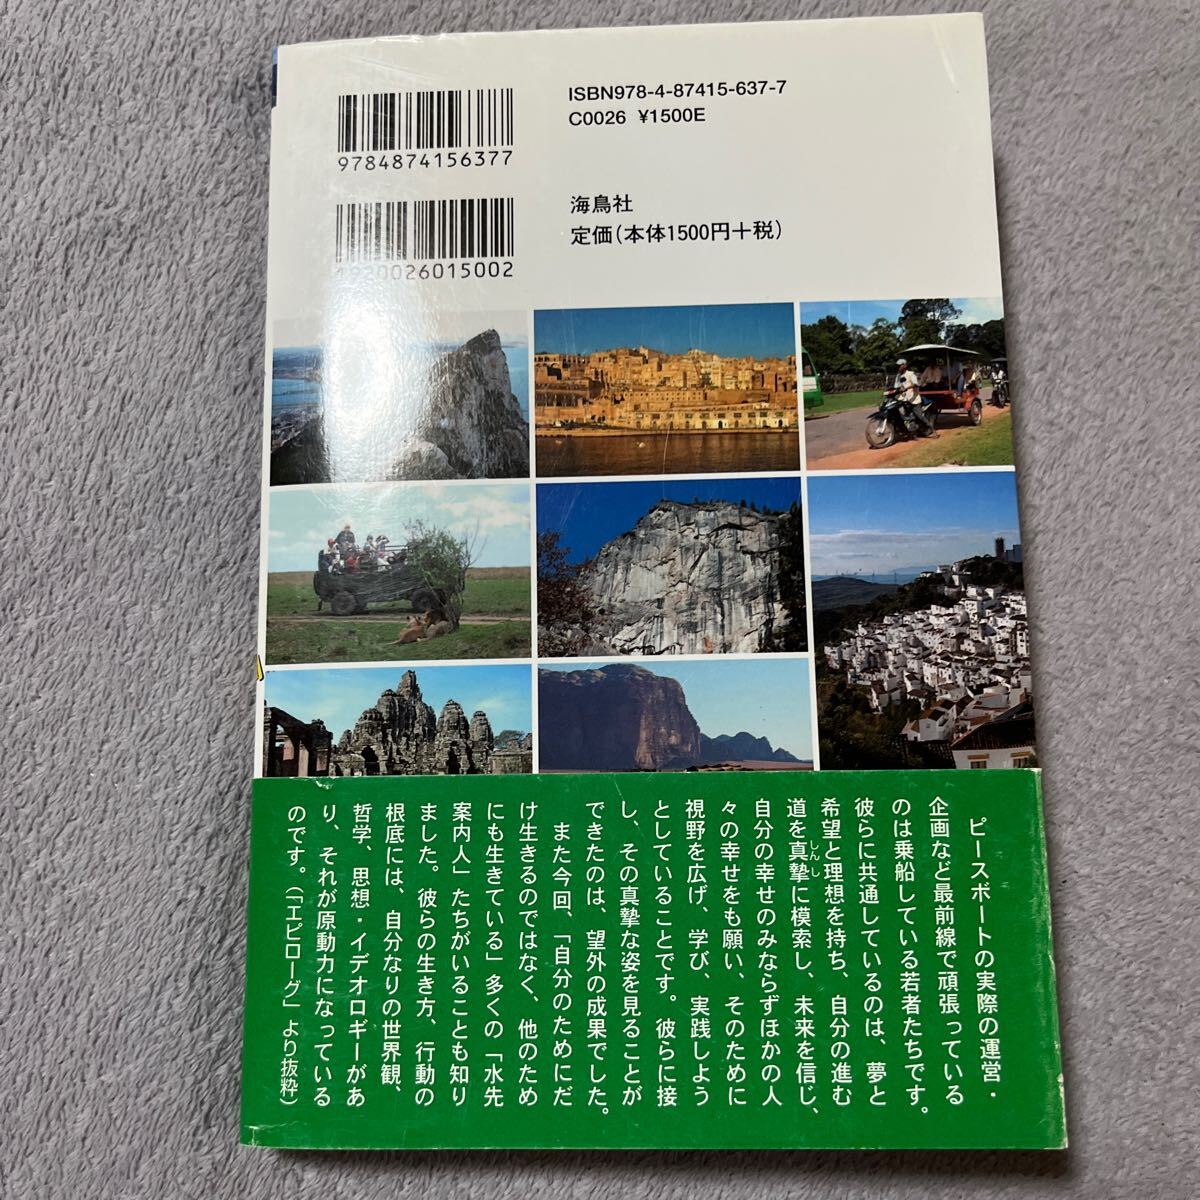 ISBN978-4-87415-637-7
C0026 ¥1500E
9784874156377
1920026015002
海鳥社
定価(本体1500円+税)
ピースボートの実際の運営・
企画など最前線で頑張っている
のは乗船している若者たちです。
彼らに共通しているのは、夢と
希望と理想を持ち、自分の進む
道を真摯に模索し、未来を信じ、
しんし
自分の幸せのみならずほかの人
々の幸せをも願い、そのために
視野を広げ、学び、実践しよう
としていることです。彼らに接
し、その真摯な姿を見ることが
できたのは、望外の成果でした。
また今回、「自分のためにだ
け生きるのではなく、他のため
にも生きている」多くの「水先
案内人」たちがいることも知り
ました。彼らの生き方、行動の
根底には、自分なりの世界観、
哲学、思想・イデオロギーがあ
り、それが原動力になっている
のです。(「エピローグ」より抜粋)